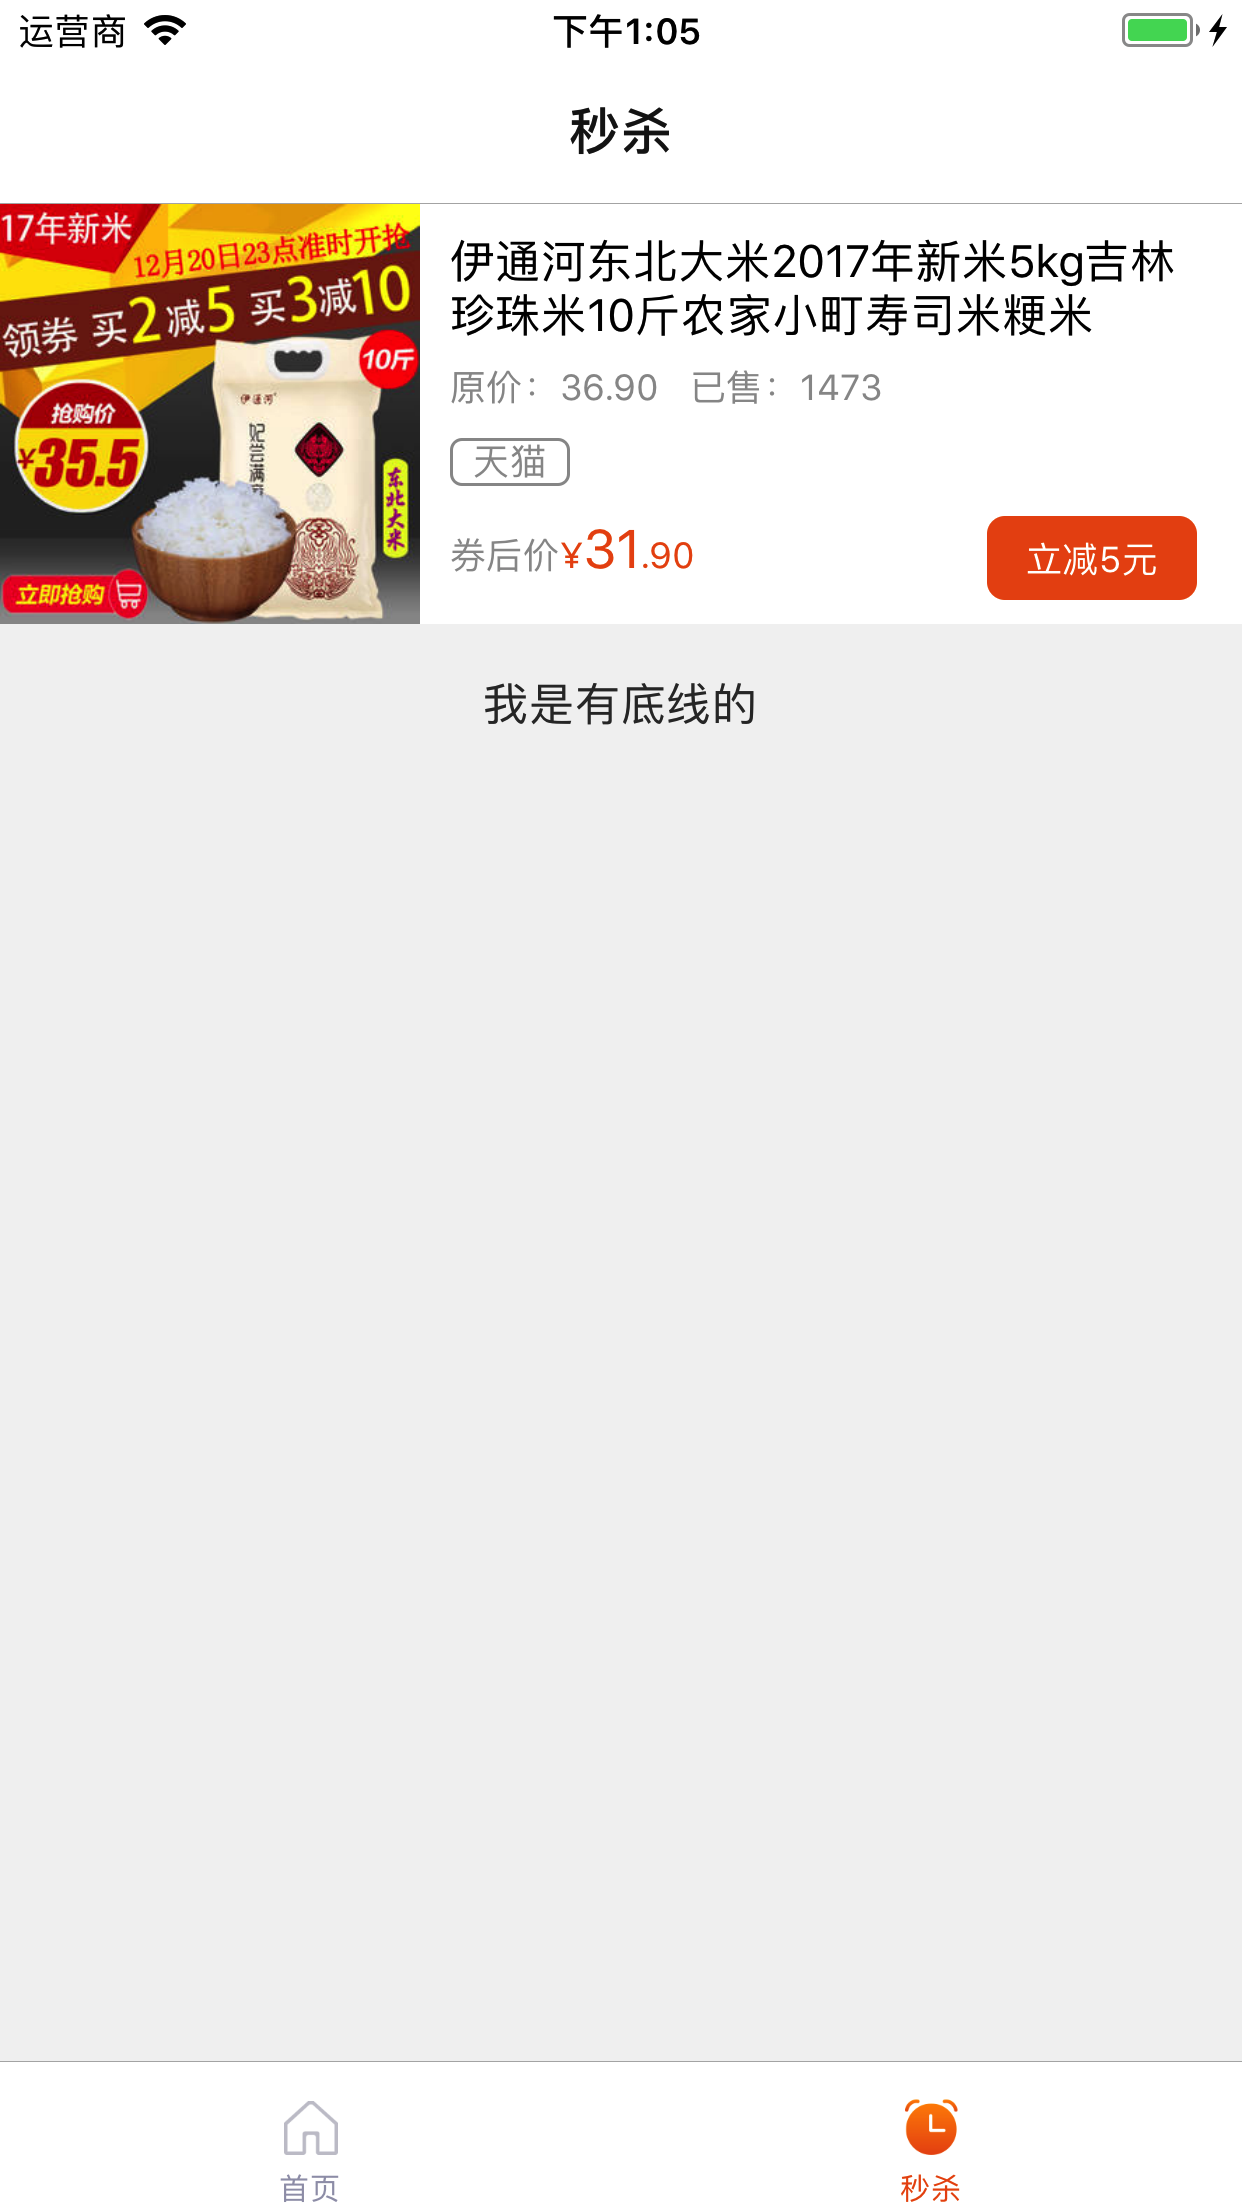 运营商
下午1:05
秒杀
17年新米
12月20日23点准时开抢
领券 买2减5 买3减10
10斤
抢购价
¥35.5
伊通河
东北大米
立即抢购
伊通河东北大米2017年新米5kg吉林
珍珠米10斤农家小町寿司米粳米
原价：36.90 已售：1473
天猫
券后价¥31.90
立减5元
我是有底线的
首页
秒杀